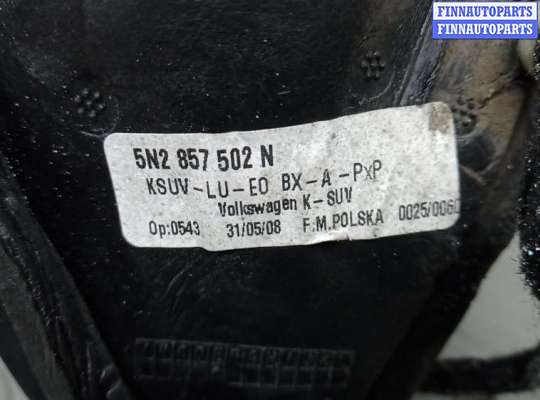 FINNAUTOPARTS
FINNAUTOPARTS
FINNAUTOPARTS
5N2 857 502 N
KSUV-LU-EO BX-A-PxP
Volkswagen K-SUV
Op:0543 31/05/08 F.M.POLSKA 0025/0060